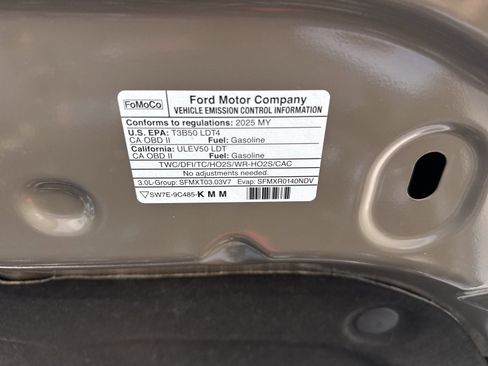 FoMoCo
Ford Motor Company
VEHICLE EMISSION CONTROL INFORMATION
Conforms to regulations: 2025 MY
U.S. EPA: T3B50 LDT4
CA OBD II Fuel: Gasoline
California: ULEV50 LDT
CA OBD II Fuel: Gasoline
TWC/DFI/TC/HO2S/WR-HO2S/CAC
No adjustments needed.
3.0L-Group: SFMXT03.03V7 Evap: SFMXR0140NDV
SW7E-9C485-KMM